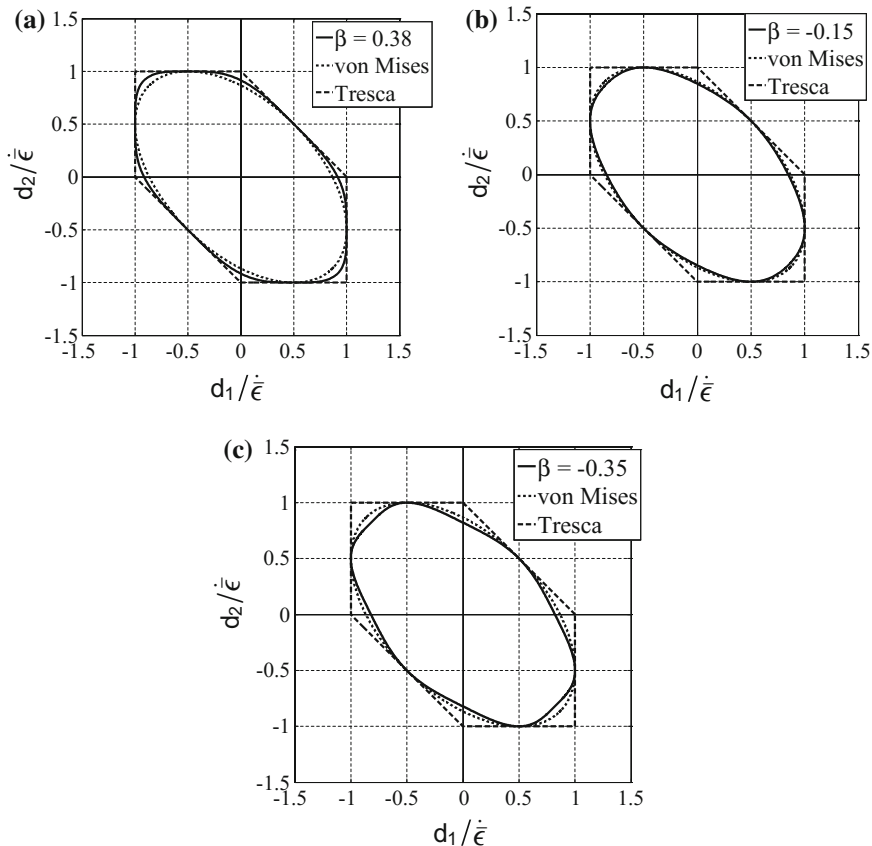 (a)
β = 0.38
von Mises
Tresca
1.5
1
0.5
0
-0.5
-1
-1.5
-1.5 -1 -0.5 0 0.5 1 1.5
d₂/ε̄̇
d₁/ε̄̇
(b)
β = -0.15
von Mises
Tresca
1.5
1
0.5
0
-0.5
-1
-1.5
-1.5 -1 -0.5 0 0.5 1 1.5
d₂/ε̄̇
d₁/ε̄̇
(c)
β = -0.35
von Mises
Tresca
1.5
1
0.5
0
-0.5
-1
-1.5
-1.5 -1 -0.5 0 0.5 1 1.5
d₂/ε̄̇
d₁/ε̄̇